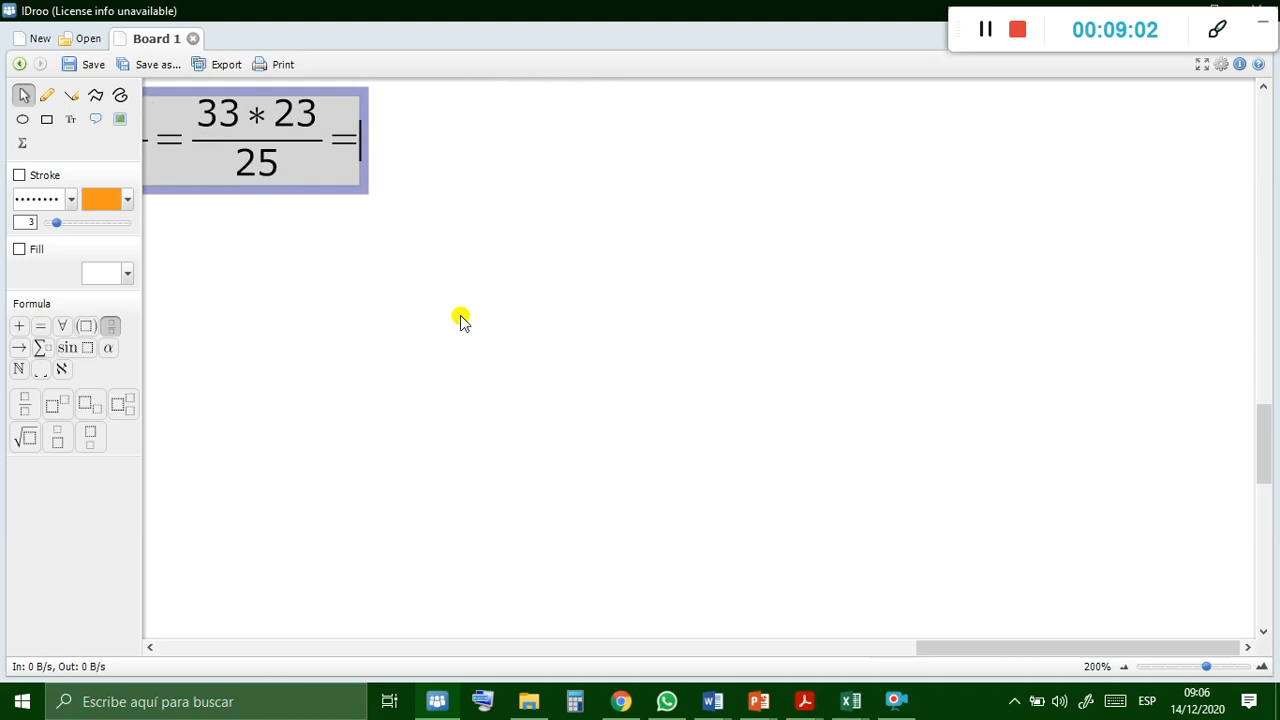 IDroo (License info unavailable)
00:09:02
New Open Board 1
Save Save as... Export Print
= 33 * 23 / 25 =
Tr
Σ
Stroke
3
Fill
Formula
+ = ∀ (□)
→ Σ sin □ α
ℕ ℵ
√□
In: 0 B/s, Out: 0 B/s
200%
Escribe aquí para buscar
ESP
09:06
14/12/2020